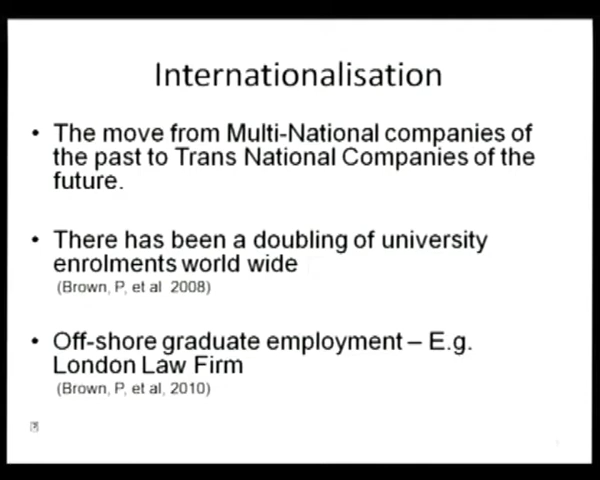 Internationalisation
• The move from Multi-National companies of
the past to Trans National Companies of the
future.
• There has been a doubling of university
enrolments world wide
(Brown, P, et al 2008)
• Off-shore graduate employment – E.g.
London Law Firm
(Brown, P, et al, 2010)